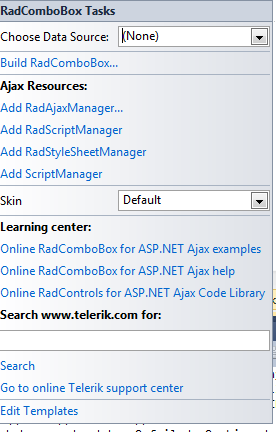 RadComboBox Tasks
Choose Data Source: (None)
Build RadComboBox...
Ajax Resources:
Add RadAjaxManager...
Add RadScriptManager
Add RadStyleSheetManager
Add ScriptManager
Skin Default
Learning center:
Online RadComboBox for ASP.NET Ajax examples
Online RadComboBox for ASP.NET Ajax help
Online RadControls for ASP.NET Ajax Code Library
Search www.telerik.com for:
Search
Go to online Telerik support center
Edit Templates